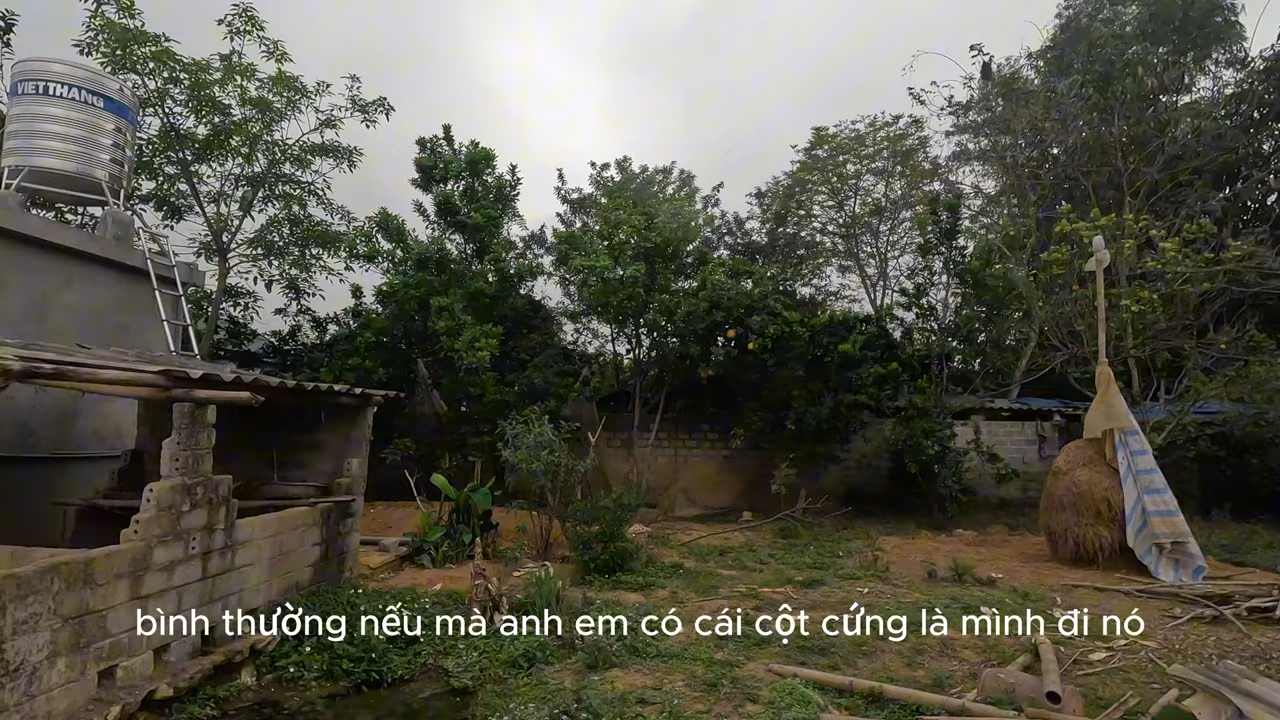 VIETTHANG
bình thường nếu mà anh em có cái cột cứng là mình đi nó